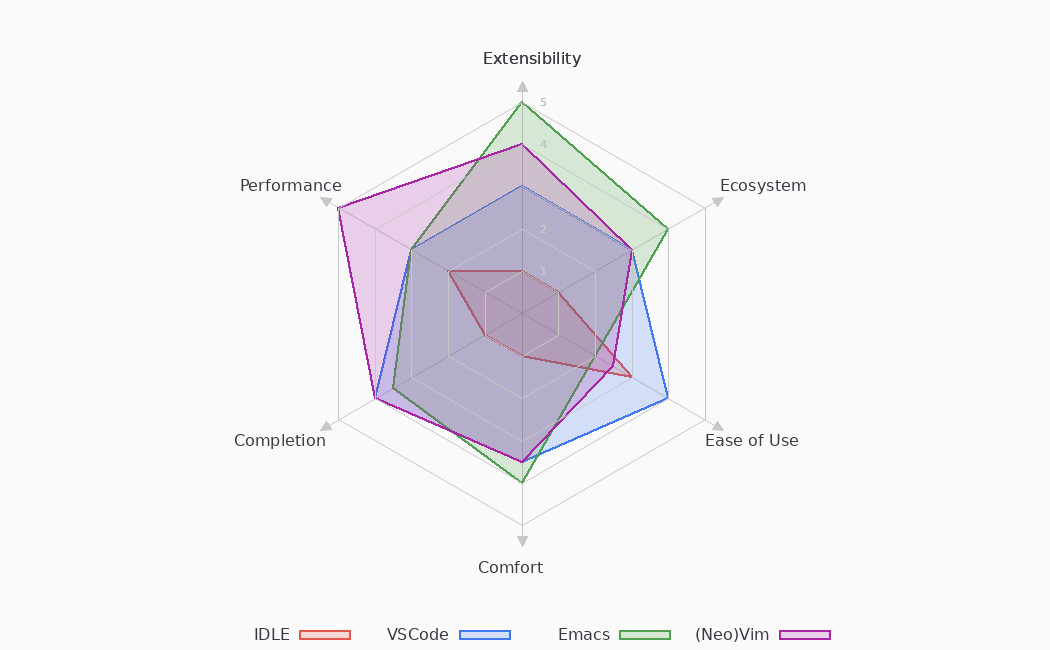 Extensibility
5
4
Performance
Ecosystem
2
1
Completion
Ease of Use
Comfort
IDLE
VSCode
Emacs
(Neo)Vim